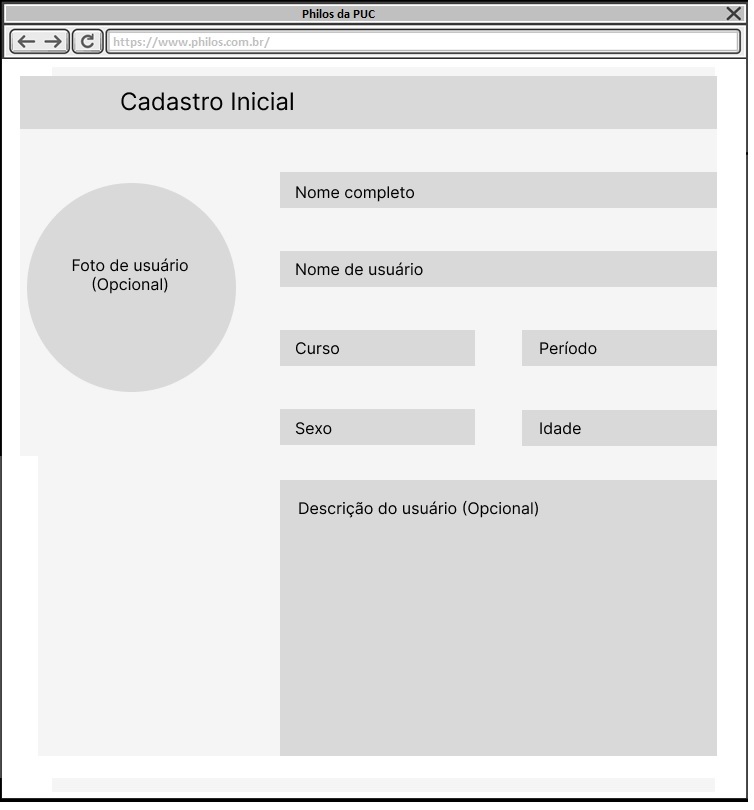 Philos da PUC
https://www.philos.com.br/
Cadastro Inicial
Foto de usuário
(Opcional)
Nome completo
Nome de usuário
Curso
Período
Sexo
Idade
Descrição do usuário (Opcional)